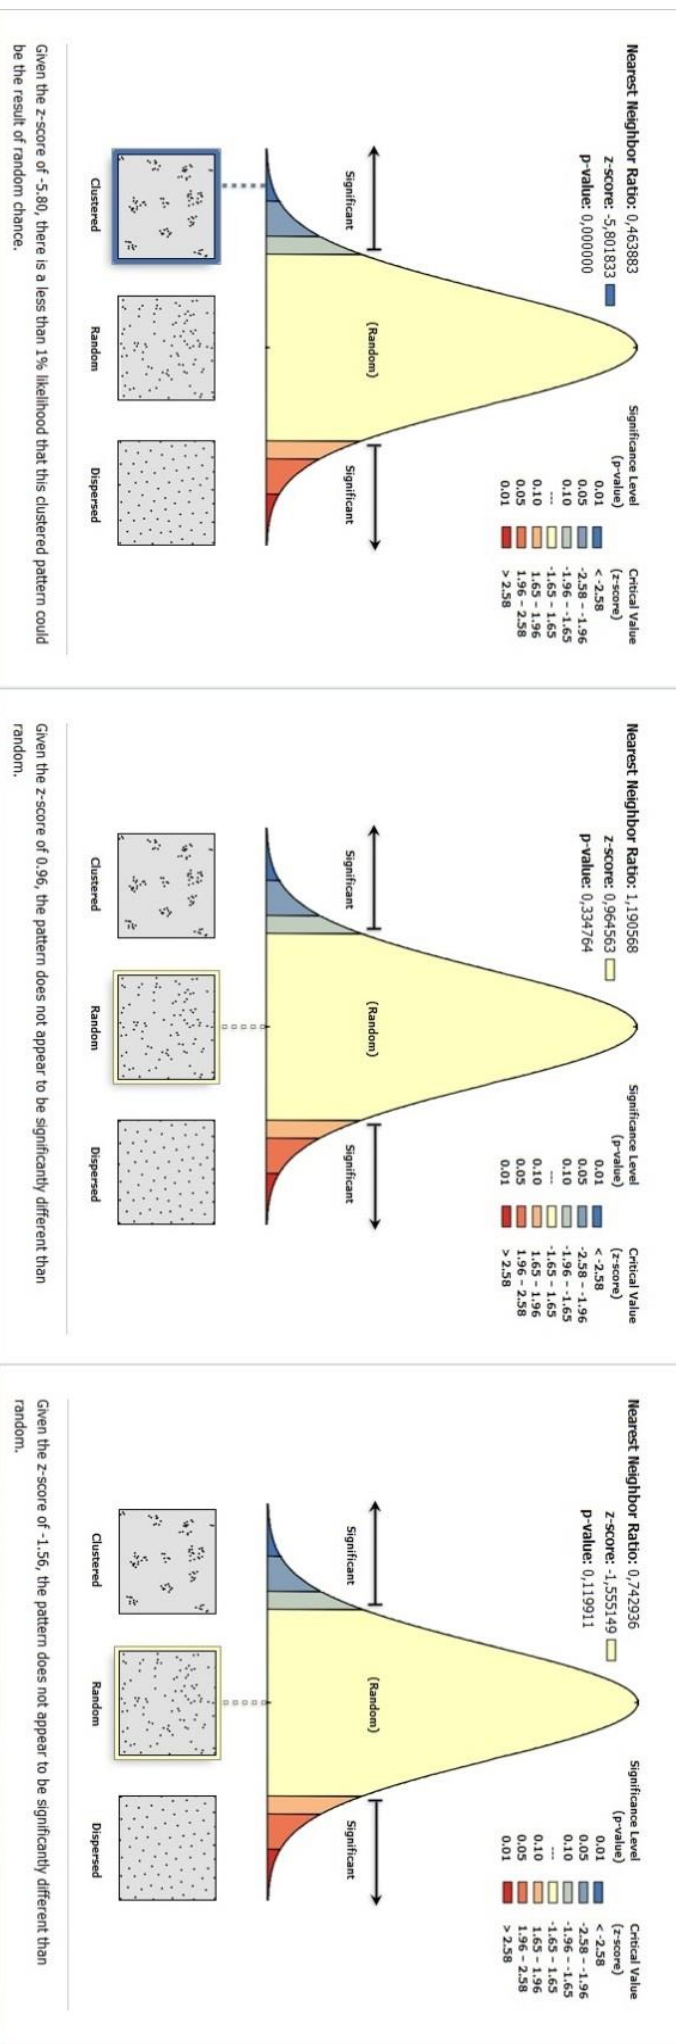 Nearest Neighbor Ratio: 0,463883
z-score: -5,801833
p-value: 0,000000
Significance Level
(p-value)
Critical Value
(z-score)
0.01 < -2.58
0.05 -2.58 - -1.96
0.10 -1.96 - -1.65
--- -1.65 - 1.65
0.10 1.65 - 1.96
0.05 1.96 - 2.58
0.01 > 2.58
Significant
(Random)
Significant
Clustered
Random
Dispersed
Given the z-score of -5.80, there is a less than 1% likelihood that this clustered pattern could
be the result of random chance.
Nearest Neighbor Ratio: 1,190568
z-score: 0,964563
p-value: 0,334764
Significance Level
(p-value)
Critical Value
(z-score)
0.01 < -2.58
0.05 -2.58 - -1.96
0.10 -1.96 - -1.65
--- -1.65 - 1.65
0.10 1.65 - 1.96
0.05 1.96 - 2.58
0.01 > 2.58
Significant
(Random)
Significant
Clustered
Random
Dispersed
Given the z-score of 0.96, the pattern does not appear to be significantly different than
random.
Nearest Neighbor Ratio: 0,742936
z-score: -1,555149
p-value: 0,119911
Significance Level
(p-value)
Critical Value
(z-score)
0.01 < -2.58
0.05 -2.58 - -1.96
0.10 -1.96 - -1.65
--- -1.65 - 1.65
0.10 1.65 - 1.96
0.05 1.96 - 2.58
0.01 > 2.58
Significant
(Random)
Significant
Clustered
Random
Dispersed
Given the z-score of -1.56, the pattern does not appear to be significantly different than
random.